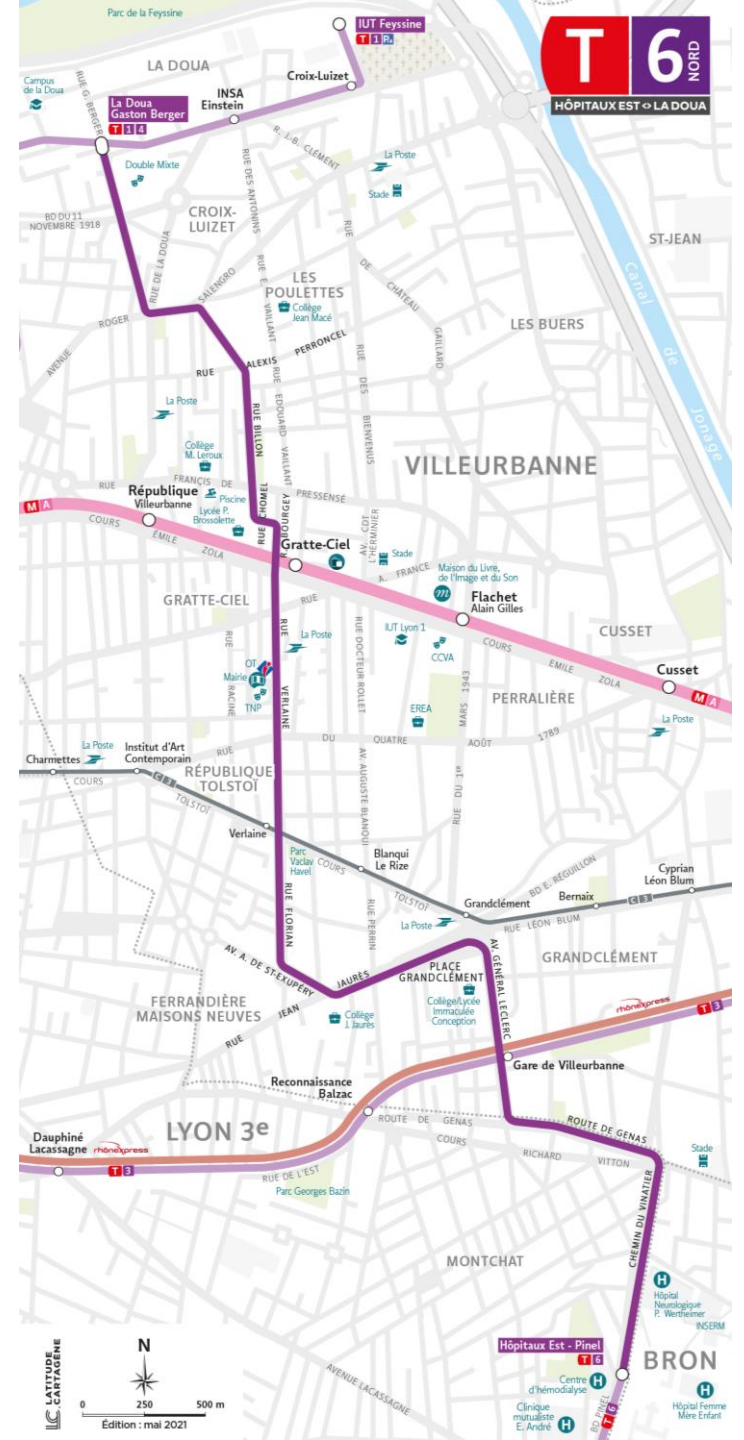 Parc de la Feyssine
IUT Feyssine
T 1
T 6
NORD
HÔPITAUX EST <> LA DOUA
LA DOUA
Campus
de la Doua
RUE G. BERGER
La Doua
Gaston Berger
T 1 4
INSA
Einstein
Croix-Luizet
R. J.-B. CLÉMENT
Double Mixte
La Poste
Stade
RUE DES ANTONINS
BD DU 11
NOVEMBRE 1918
CROIX-
LUIZET
RUE DE LA DOUA
ST-JEAN
Canal de Jonage
SALENGRO
ROGER
AVENUE
RUE E. VAILLANT
LES
POULETTES
Collège
Jean Macé
RUE DE CHÂTEAU GAILLARD
LES BUERS
RUE ALEXIS PERRONCEL
RUE DES BIENVENUS
RUE EDOUARD VAILLANT
RUE BILLON
La Poste
Collège
M. Leroux
VILLEURBANNE
RUE FRANÇIS DE PRESSENSÉ
Piscine
Lycée P.
Brossolette
RUE CHOMEL
R. BOURGEY
M A
République
Villeurbanne
COURS ÉMILE ZOLA
Gratte-Ciel
AV. CDT
L'HERMINIER
Stade
RUE A. FRANCE
Maison du Livre,
de l'Image et du Son
Flachet
Alain Gilles
GRATTE-CIEL
CUSSET
IUT Lyon 1
CCVA
COURS ÉMILE ZOLA
Cusset
M A
La Poste
RUE VERLAINE
La Poste
RUE DOCTEUR ROLLET
OT
Mairie
TNP
RUE RACINE
EREA
PERRALIÈRE
RUE DU 1er MARS 1943
RUE DU QUATRE AOÛT 1789
La Poste
Charmettes
Institut d'Art
Contemporain
COURS TOLSTOÏ
C 3
RÉPUBLIQUE
TOLSTOÏ
AV. AUGUSTE BLANQUI
Verlaine
Parc
Vaclav
Havel
COURS TOLSTOÏ
Blanqui
Le Rize
BD E. RÉGUILLON
Cyprian
Léon Blum
Grandclément
Bernaix
C 3
RUE LÉON BLUM
La Poste
RUE PERRIN
RUE FLORIAN
AV. A. DE ST-EXUPÉRY
RUE JEAN JAURÈS
PLACE
GRANDCLÉMENT
AV. GÉNÉRAL LECLERC
GRANDCLÉMENT
Collège/Lycée
Immaculée
Conception
Collège
J. Jaurès
FERRANDIÈRE
MAISONS NEUVES
rhônexpress
T 3
Gare de Villeurbanne
Reconnaissance
Balzac
LYON 3e
ROUTE DE GENAS
ROUTE DE GENAS
COURS RICHARD VITTON
Dauphiné
Lacassagne
rhônexpress
T 3
RUE DE L'EST
Parc Georges Bazin
Stade
CHEMIN DU VINATIER
MONTCHAT
Hôpital
Neurologique
P. Wertheimer
INSERM
Hôpitaux Est - Pinel
T 6
BRON
Centre
d'hémodialyse
Hôpital Femme
Mère Enfant
AVENUE LACASSAGNE
Clinique
mutualiste
E. André
BD PINEL
T 6
LATITUDE
CARTAGÈNE
N
0 250 500 m
Édition : mai 2021